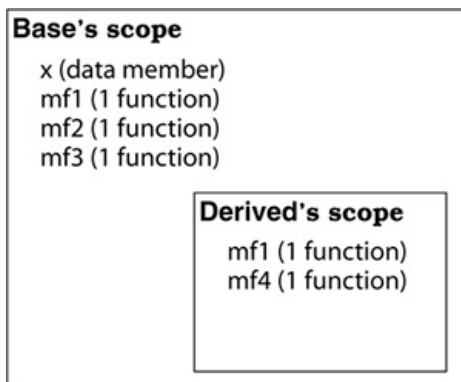 Base's scope
x (data member)
mf1 (1 function)
mf2 (1 function)
mf3 (1 function)
Derived's scope
mf1 (1 function)
mf4 (1 function)